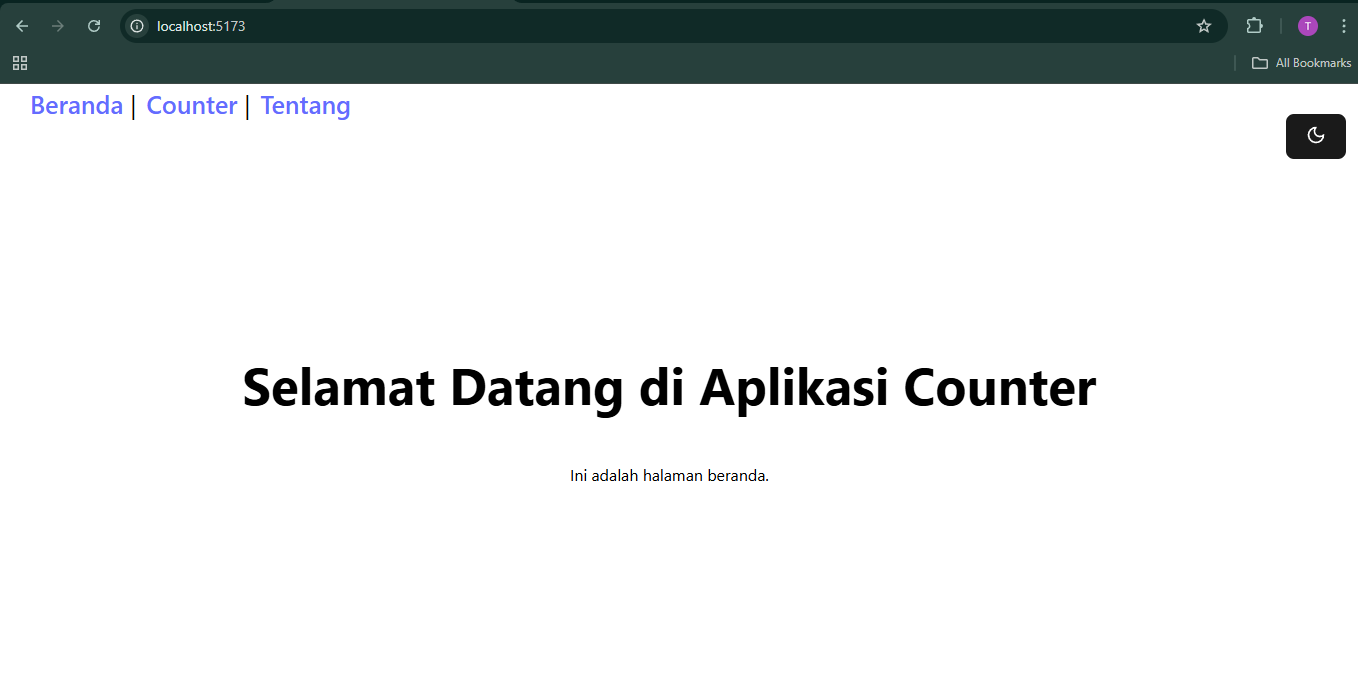 localhost:5173
T
All Bookmarks
Beranda | Counter | Tentang
Selamat Datang di Aplikasi Counter
Ini adalah halaman beranda.